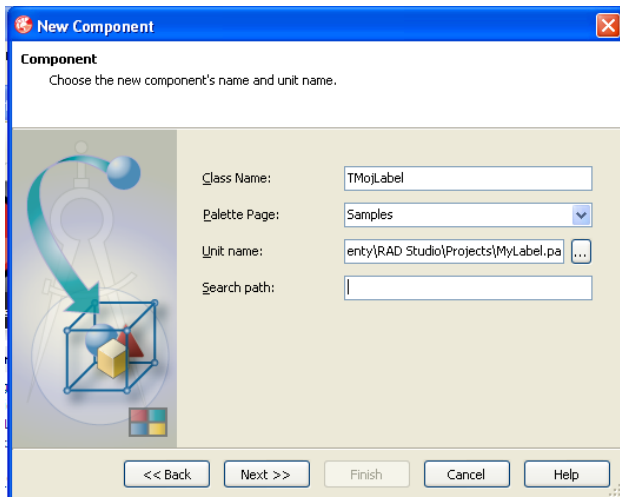 New Component
Component
Choose the new component's name and unit name.
Class Name: TMojLabel
Palette Page: Samples
Unit name: enty\RAD Studio\Projects\MyLabel.pa ...
Search path:
<< Back Next >> Finish Cancel Help